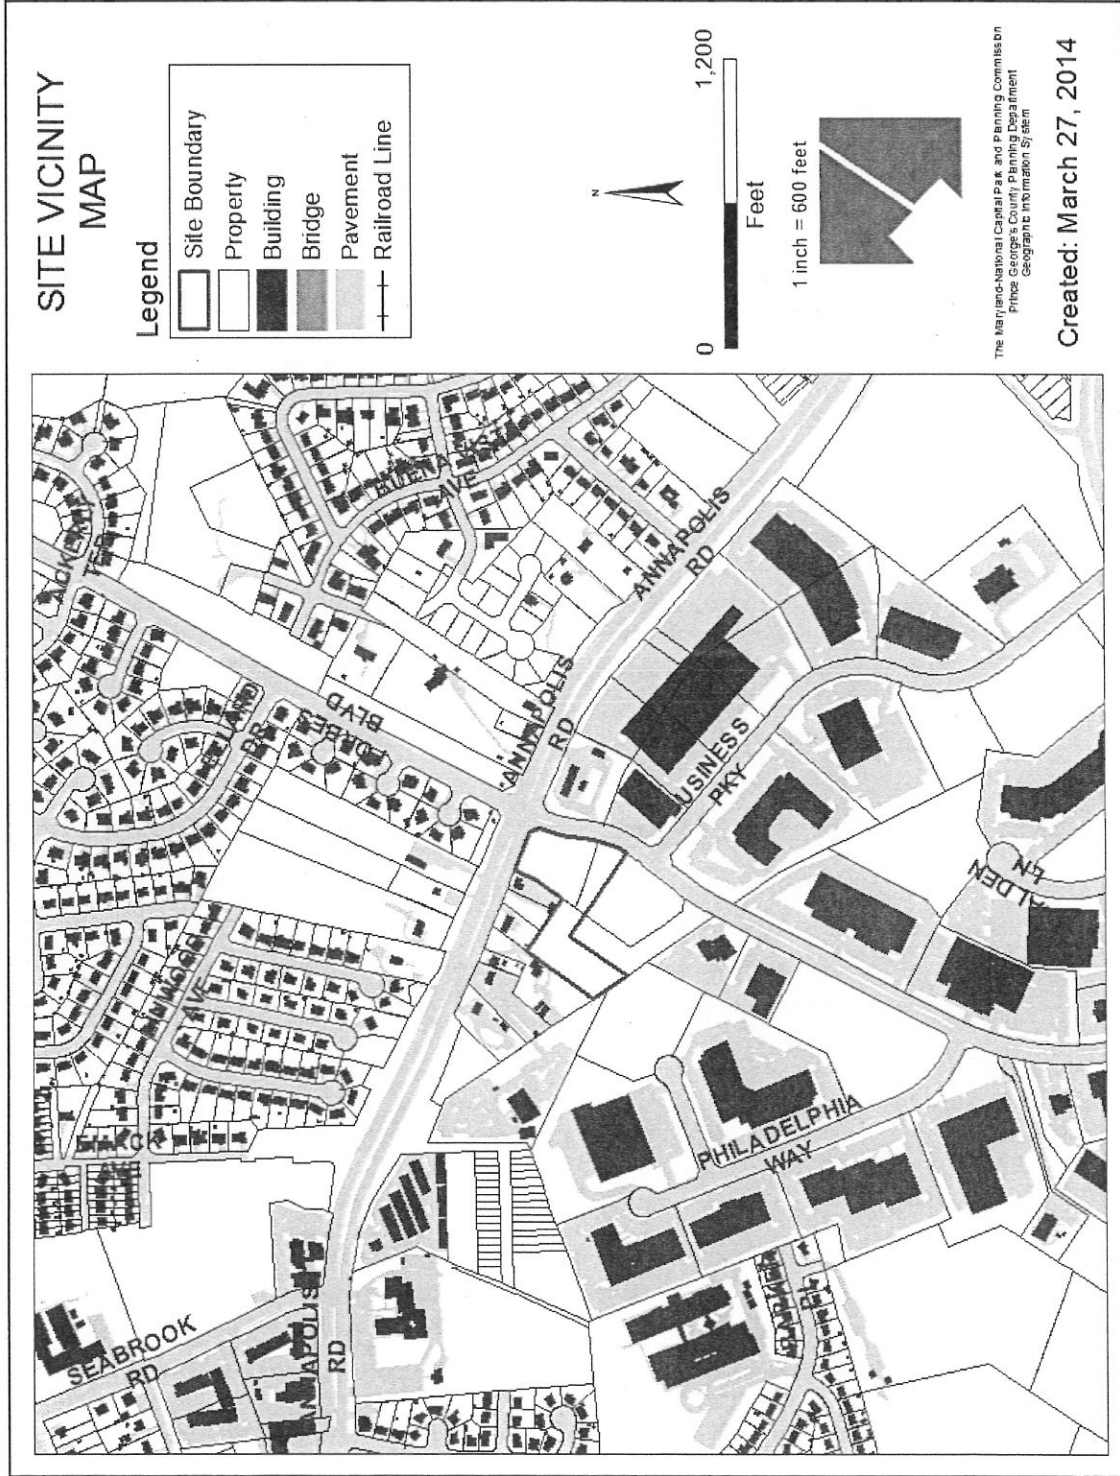 SITE VICINITY
MAP
Legend
Site Boundary
Property
Building
Bridge
Pavement
Railroad Line
N
0
1,200
Feet
1 inch = 600 feet
The Maryland-National Capital Park and Planning Commission
Prince George's County Planning Department
Geographic Information System
Created: March 27, 2014
SEABROOK
RD
ANNAPOLIS
RD
AVE
FORBES
BLVD
DR
TER
BUENA
AVE
ANNAPOLIS
RD
ANNAPOLIS
RD
USINESS
PKY
PHILADELPHIA
WAY
LN
PL